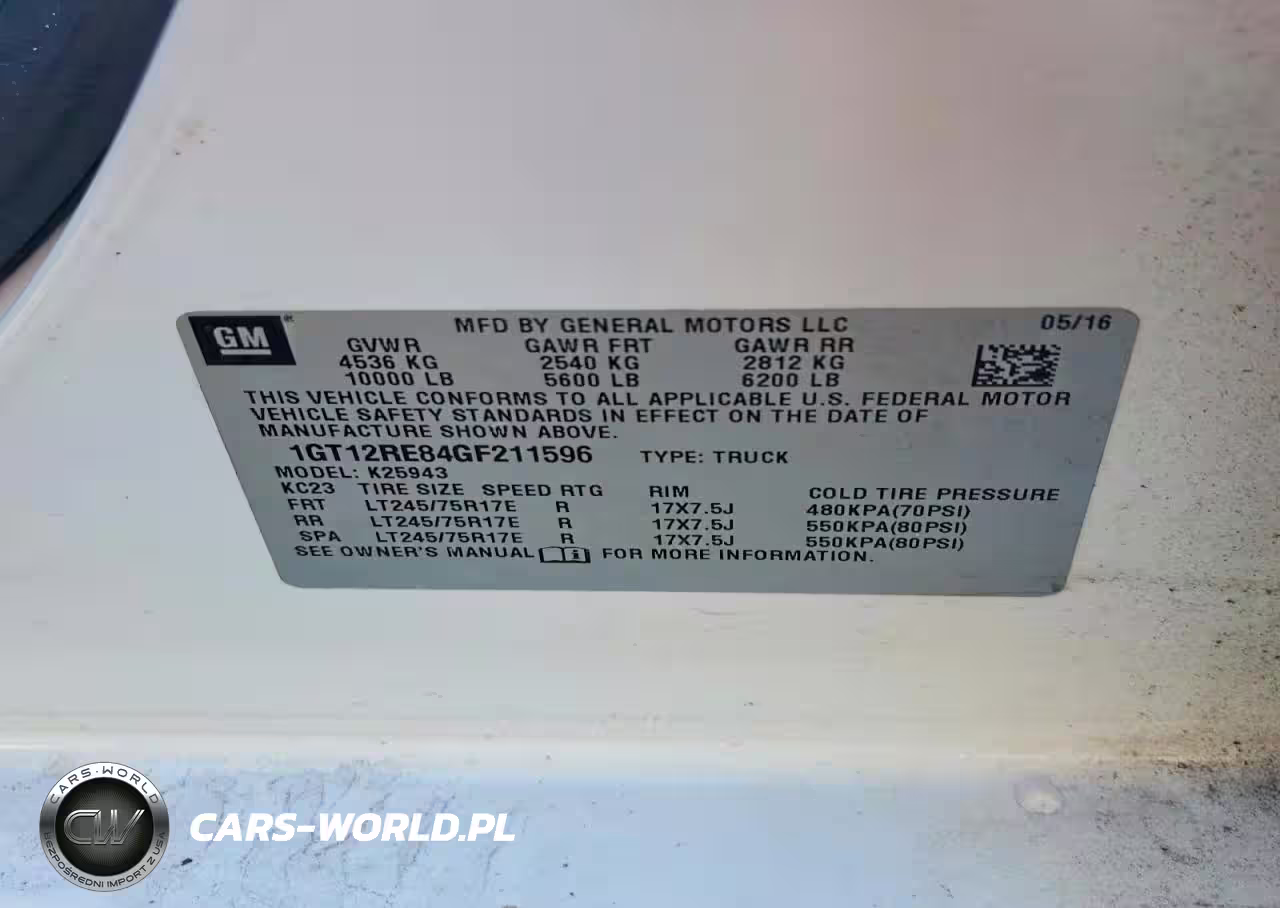 GM
MFD BY GENERAL MOTORS LLC
05/16
GVWR GAWR FRT GAWR RR
4536 KG 2540 KG 2812 KG
10000 LB 5600 LB 6200 LB
THIS VEHICLE CONFORMS TO ALL APPLICABLE U.S. FEDERAL MOTOR
VEHICLE SAFETY STANDARDS IN EFFECT ON THE DATE OF
MANUFACTURE SHOWN ABOVE.
1GT12RE84GF211596 TYPE: TRUCK
MODEL: K25943
KC23 TIRE SIZE SPEED RTG RIM COLD TIRE PRESSURE
FRT LT245/75R17E R 17X7.5J 480KPA(70PSI)
RR LT245/75R17E R 17X7.5J 550KPA(80PSI)
SPA LT245/75R17E R 17X7.5J 550KPA(80PSI)
SEE OWNER'S MANUAL FOR MORE INFORMATION.
CARS-WORLD
CW
BEZPOŚREDNI IMPORT Z USA
CARS-WORLD.PL